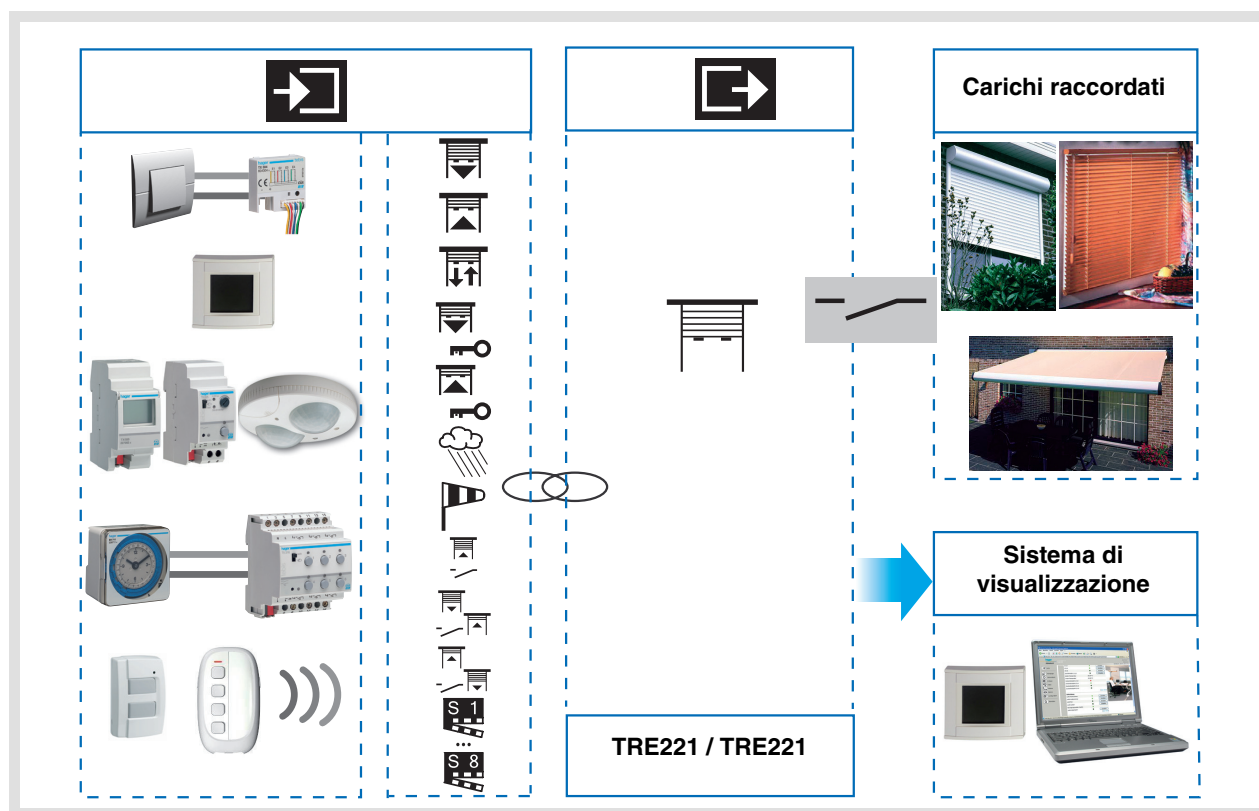 Carichi raccordati
S 1
...
S 8
TRE221 / TRE221
Sistema di
visualizzazione